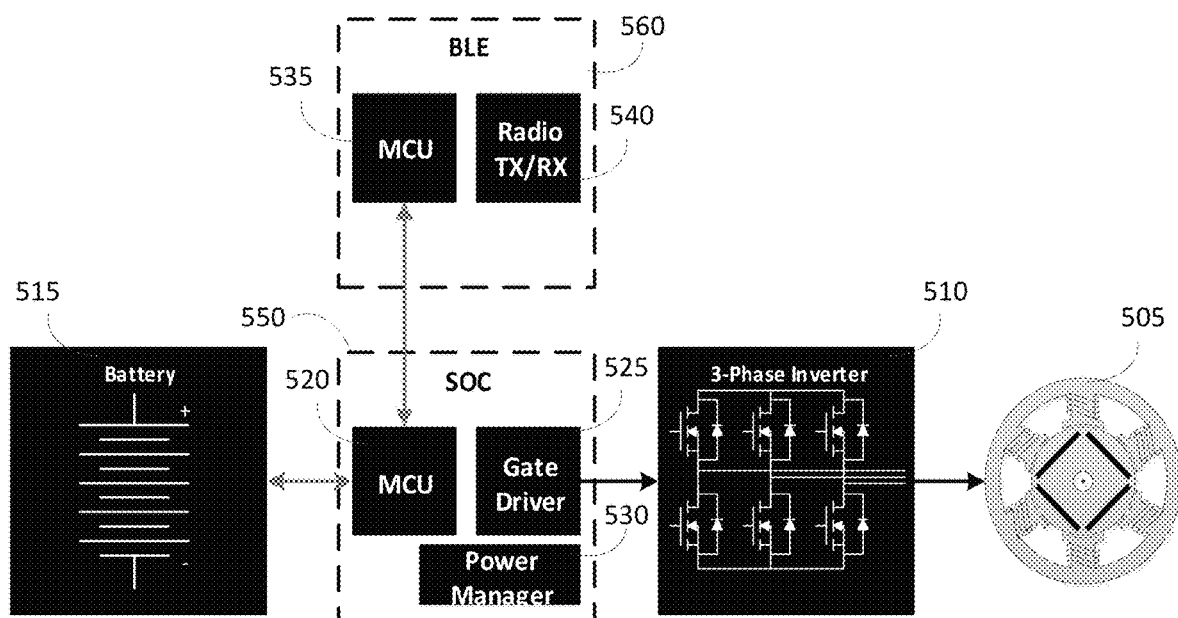 BLE
560
535
MCU
Radio
TX/RX
540
515
550
510
505
Battery
+
-
520
SOC
525
MCU
Gate
Driver
530
Power
Manager
3-Phase Inverter